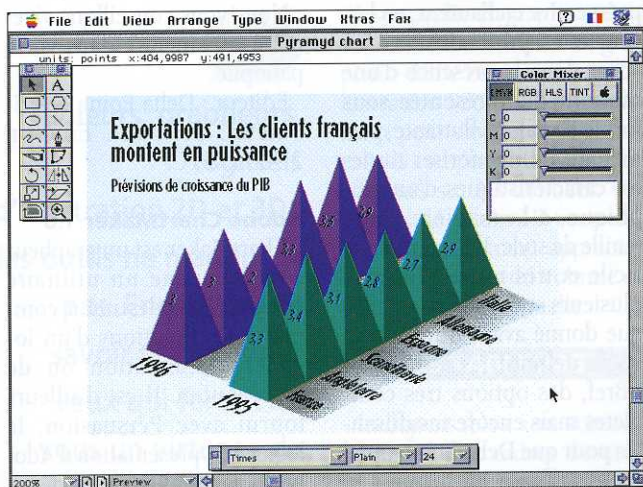 File Edit View Arrange Type Window Xtras Fax
Pyramyd chart
units: points x:404,9987 y:491,4953
Color Mixer
CMYK RGB HLS TINT
C 0
M 0
Y 0
K 0
A
Exportations : Les clients français
montent en puissance
Prévisions de croissance du PIB
3
3
3,3
3,5
2,9
3,3
3,4
3,1
2,8
2,7
2,9
1996
1995
France
Angleterre
Scandinavie
Espagne
Allemagne
Italie
Times Plain 24
200% Preview